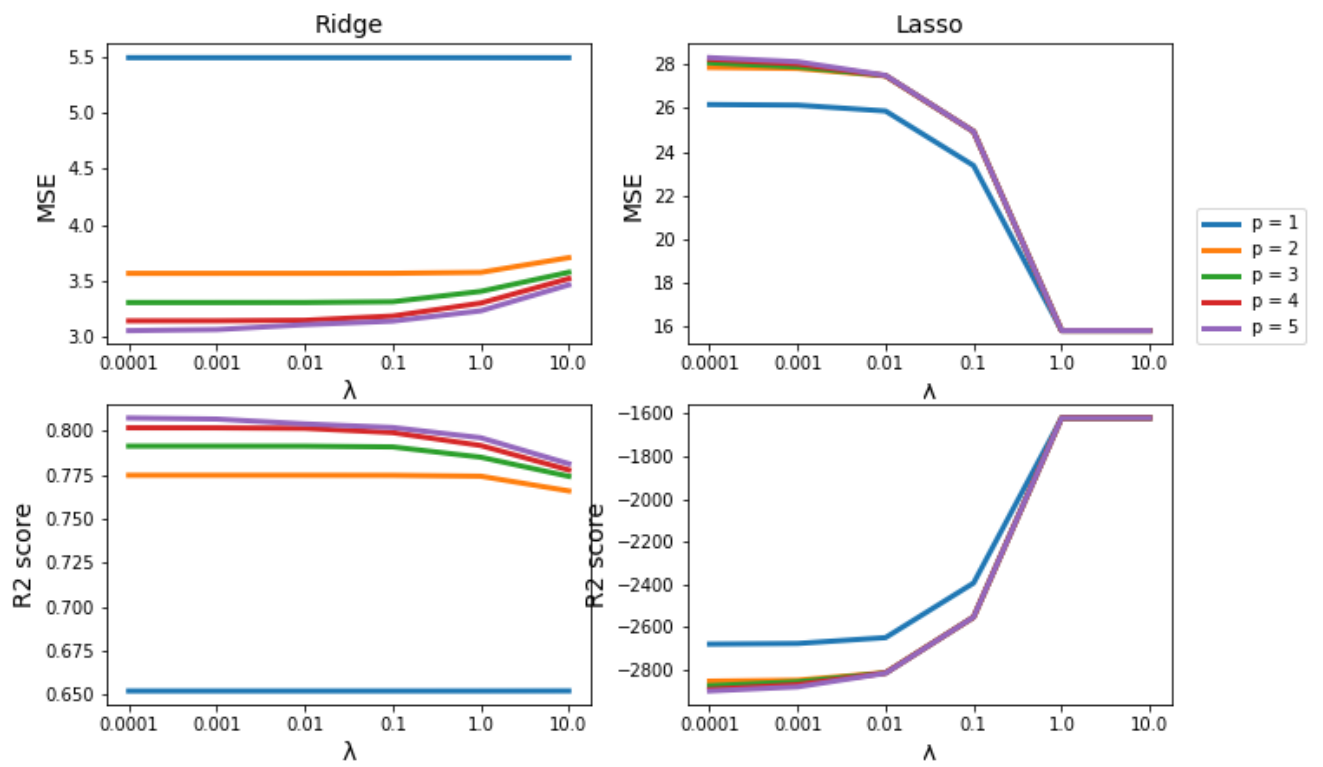 Ridge
MSE
5.5
5.0
4.5
4.0
3.5
3.0
0.0001 0.001 0.01 0.1 1.0 10.0
λ
Lasso
MSE
28
26
24
22
20
18
16
0.0001 0.001 0.01 0.1 1.0 10.0
λ
p = 1
p = 2
p = 3
p = 4
p = 5
R2 score
0.800
0.775
0.750
0.725
0.700
0.675
0.650
0.0001 0.001 0.01 0.1 1.0 10.0
λ
R2 score
−1600
−1800
−2000
−2200
−2400
−2600
−2800
0.0001 0.001 0.01 0.1 1.0 10.0
λ